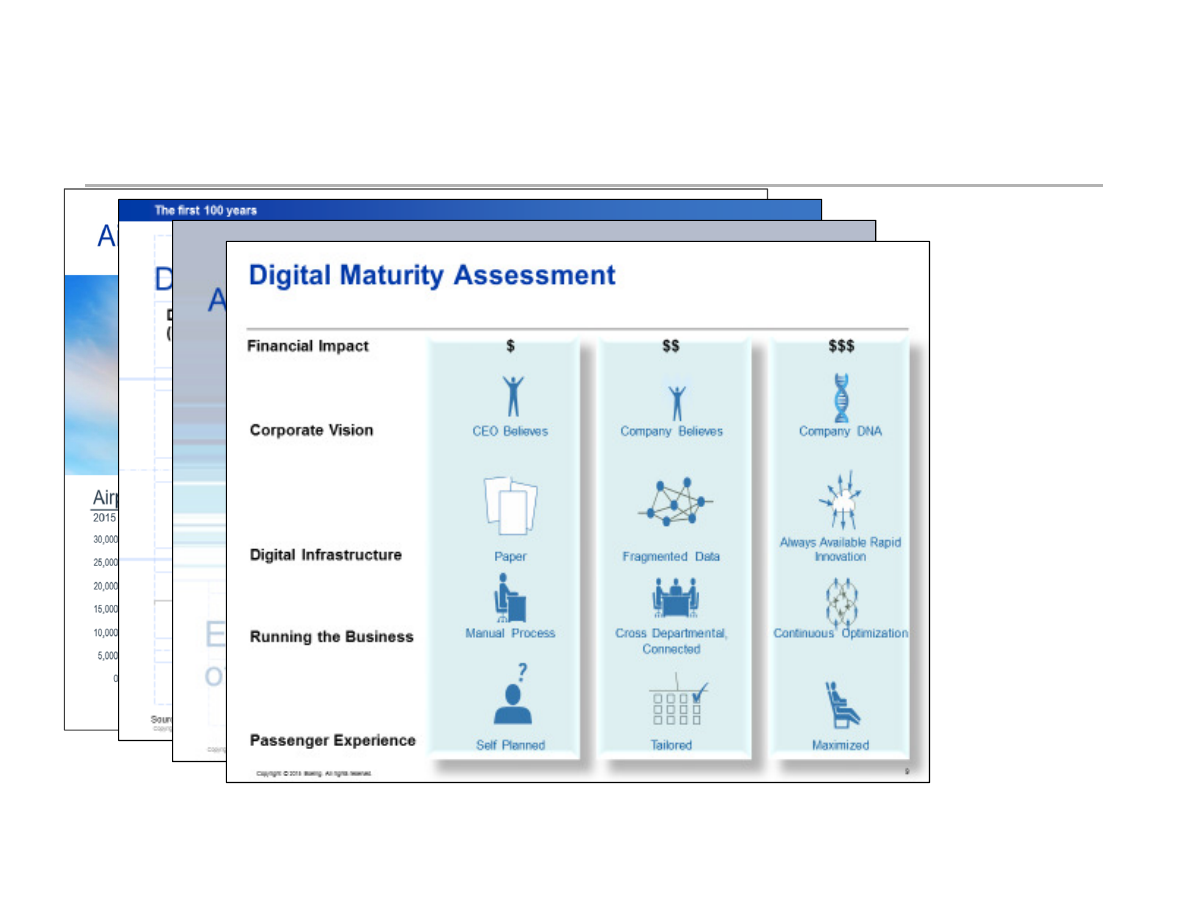 The first 100 years
A
D
A
Digital Maturity Assessment
Financial Impact
$
$$
$$$
Corporate Vision
CEO Believes
Company Believes
Company DNA
Digital Infrastructure
Paper
Fragmented Data
Always Available Rapid
Innovation
Running the Business
Manual Process
Cross Departmental,
Connected
Continuous Optimization
?
Passenger Experience
Self Planned
Tailored
Maximized
Copyright © 2015 Boeing. All rights reserved.
9
Airp
2015
30,000
25,000
20,000
15,000
10,000
5,000
0
E
o
Sour